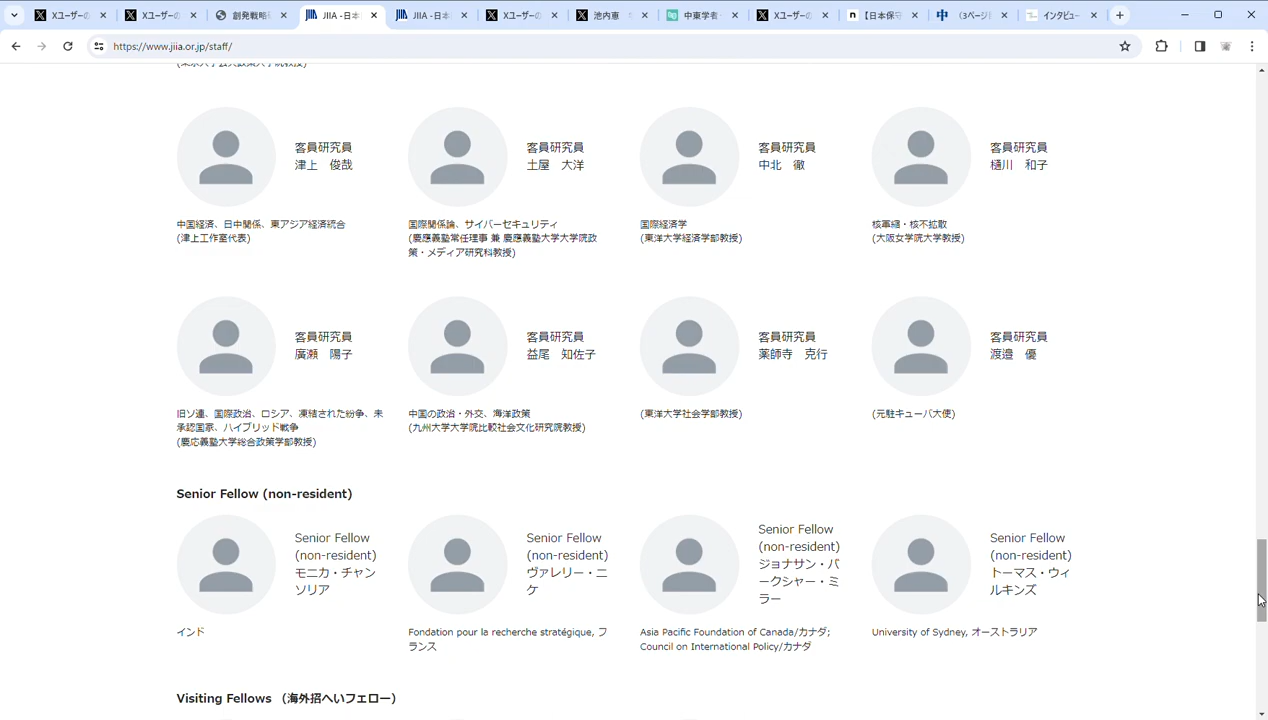 Xユーザーの
Xユーザーの
創発戦略研
JIIA -日本
JIIA -日本
Xユーザーの
池内恵
中東学者
Xユーザーの
【日本保守
(3ページ目
インタビュー
https://www.jiia.or.jp/staff/
客員研究員
津上 俊哉
客員研究員
土屋 大洋
客員研究員
中北 徹
客員研究員
樋川 和子
中国経済、日中関係、東アジア経済統合
(津上工作室代表)
国際関係論、サイバーセキュリティ
(慶應義塾常任理事 兼 慶應義塾大学大学院政
策・メディア研究科教授)
国際経済学
(東洋大学経済学部教授)
核軍縮・核不拡散
(大阪女学院大学教授)
客員研究員
廣瀬 陽子
客員研究員
益尾 知佐子
客員研究員
薬師寺 克行
客員研究員
渡邉 優
旧ソ連、国際政治、ロシア、凍結された紛争、未
承認国家、ハイブリッド戦争
(慶応義塾大学総合政策学部教授)
中国の政治・外交、海洋政策
(九州大学大学院比較社会文化研究院教授)
(東洋大学社会学部教授)
(元駐キューバ大使)
Senior Fellow (non-resident)
Senior Fellow
(non-resident)
モニカ・チャン
ソリア
Senior Fellow
(non-resident)
ヴァレリー・ニ
ケ
Senior Fellow
(non-resident)
ジョナサン・バ
ークシャー・ミ
ラー
Senior Fellow
(non-resident)
トーマス・ウィ
ルキンズ
インド
Fondation pour la recherche stratégique, フ
ランス
Asia Pacific Foundation of Canada/カナダ;
Council on International Policy/カナダ
University of Sydney, オーストラリア
Visiting Fellows （海外招へいフェロー）